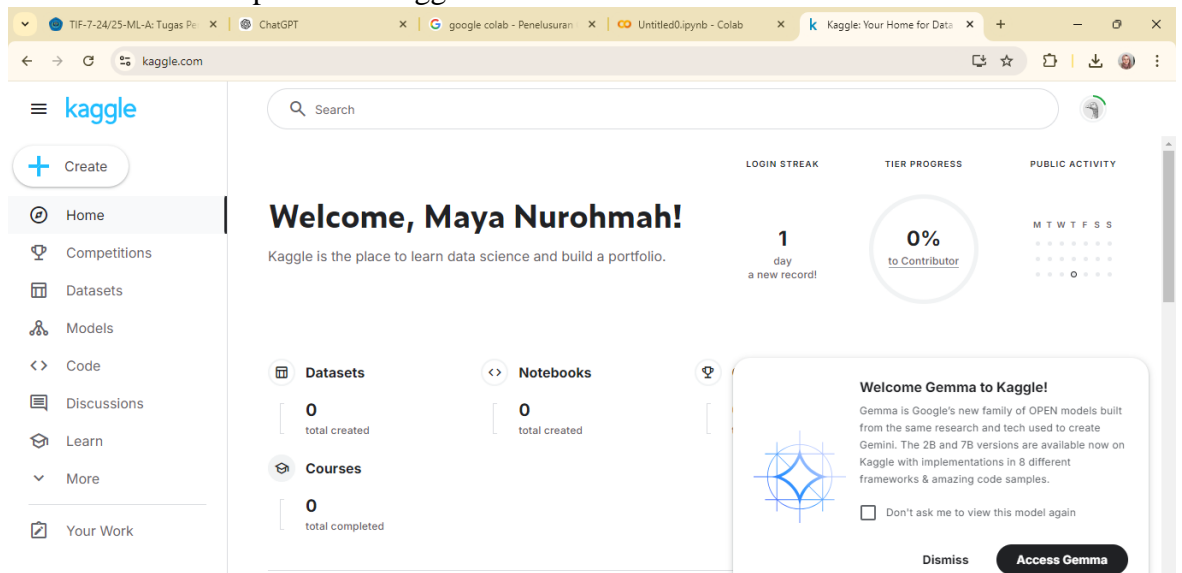 TIF-7-24/25-ML-A: Tugas Pe
ChatGPT
google colab - Penelusuran
Untitled0.ipynb - Colab
Kaggle: Your Home for Data
kaggle.com
kaggle
Search
Create
Home
Competitions
Datasets
Models
Code
Discussions
Learn
More
Your Work
Welcome, Maya Nurohmah!
Kaggle is the place to learn data science and build a portfolio.
LOGIN STREAK
1
day
a new record!
TIER PROGRESS
0%
to Contributor
PUBLIC ACTIVITY
M T W T F S S
Datasets
0
total created
Notebooks
0
total created
Courses
0
total completed
Welcome Gemma to Kaggle!
Gemma is Google's new family of OPEN models built
from the same research and tech used to create
Gemini. The 2B and 7B versions are available now on
Kaggle with implementations in 8 different
frameworks & amazing code samples.
Don't ask me to view this model again
Dismiss
Access Gemma